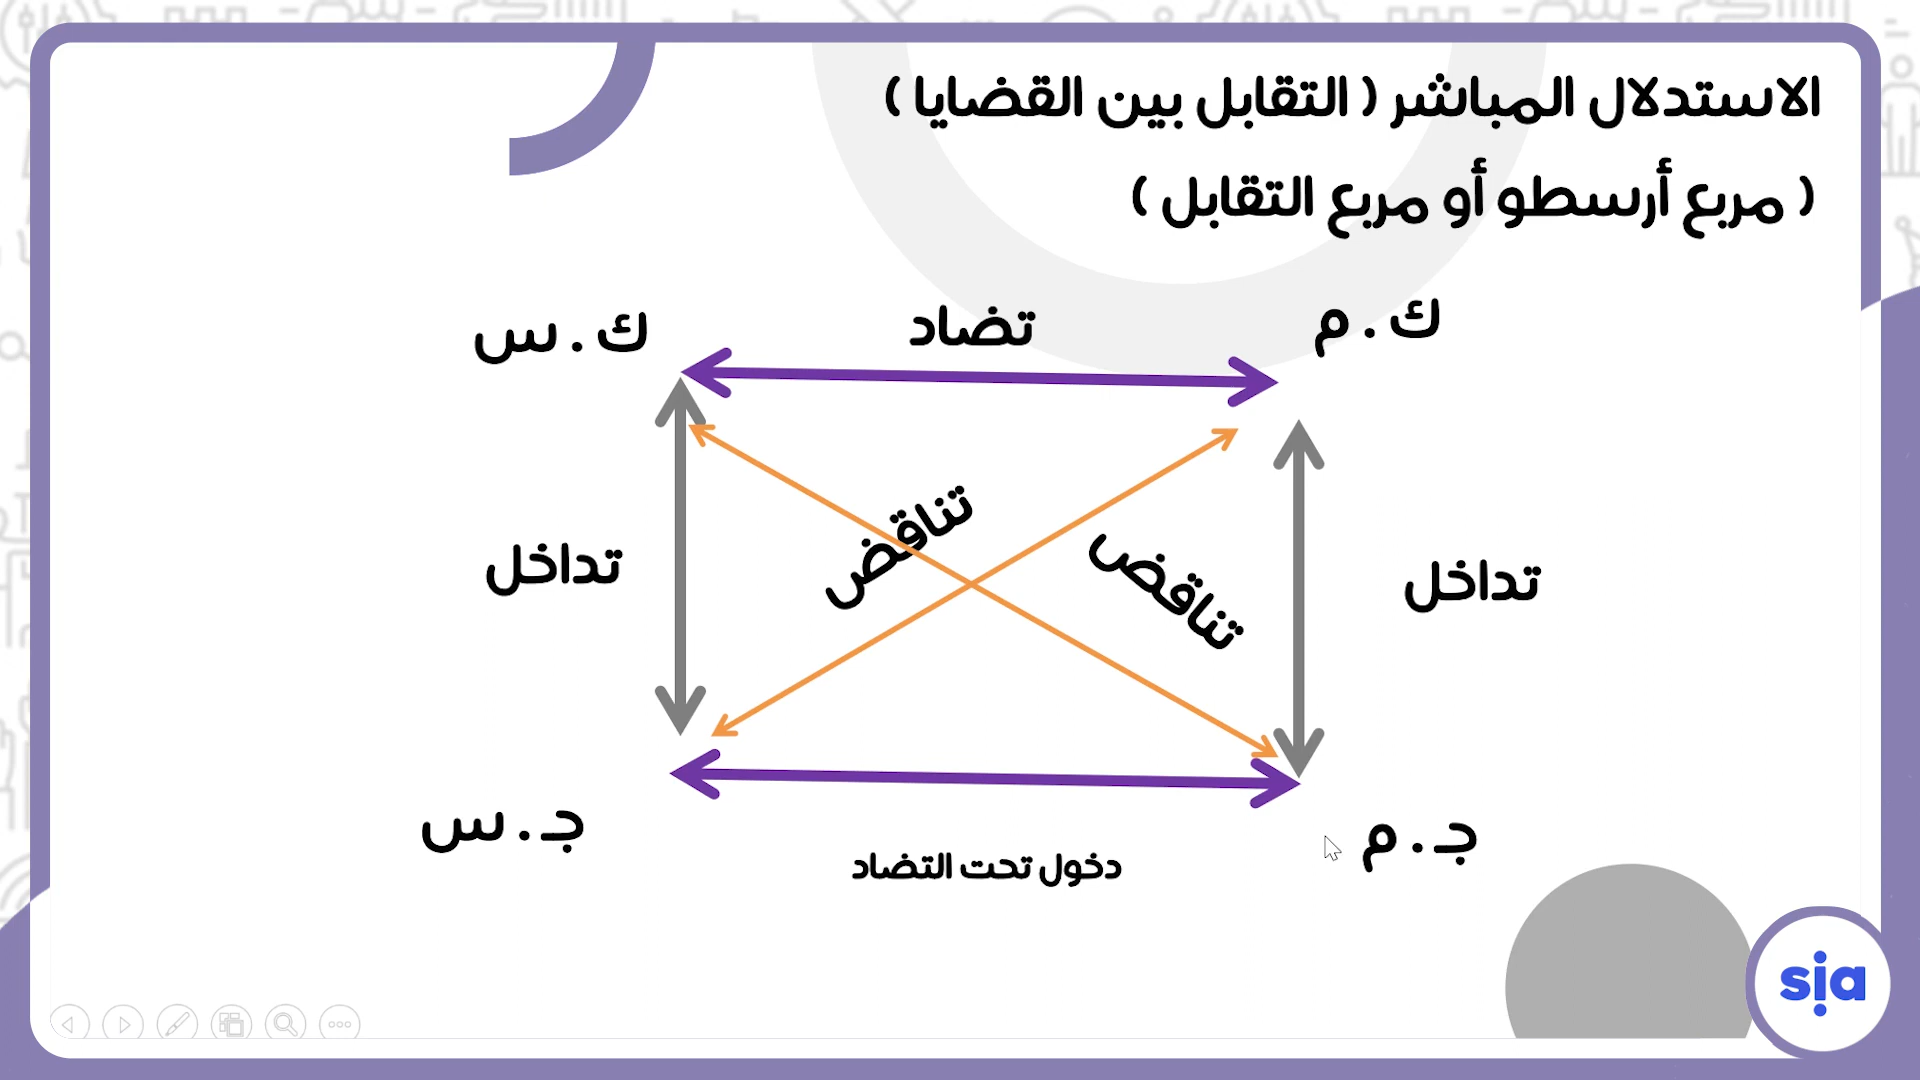 الاستدلال المباشر ( التقابل بين القضايا )
( مربع أرسطو أو مربع التقابل )
ك . م
تضاد
ك . س
تناقض
تناقض
تداخل
تداخل
جـ . م
جـ . س
دخول تحت التضاد
sia